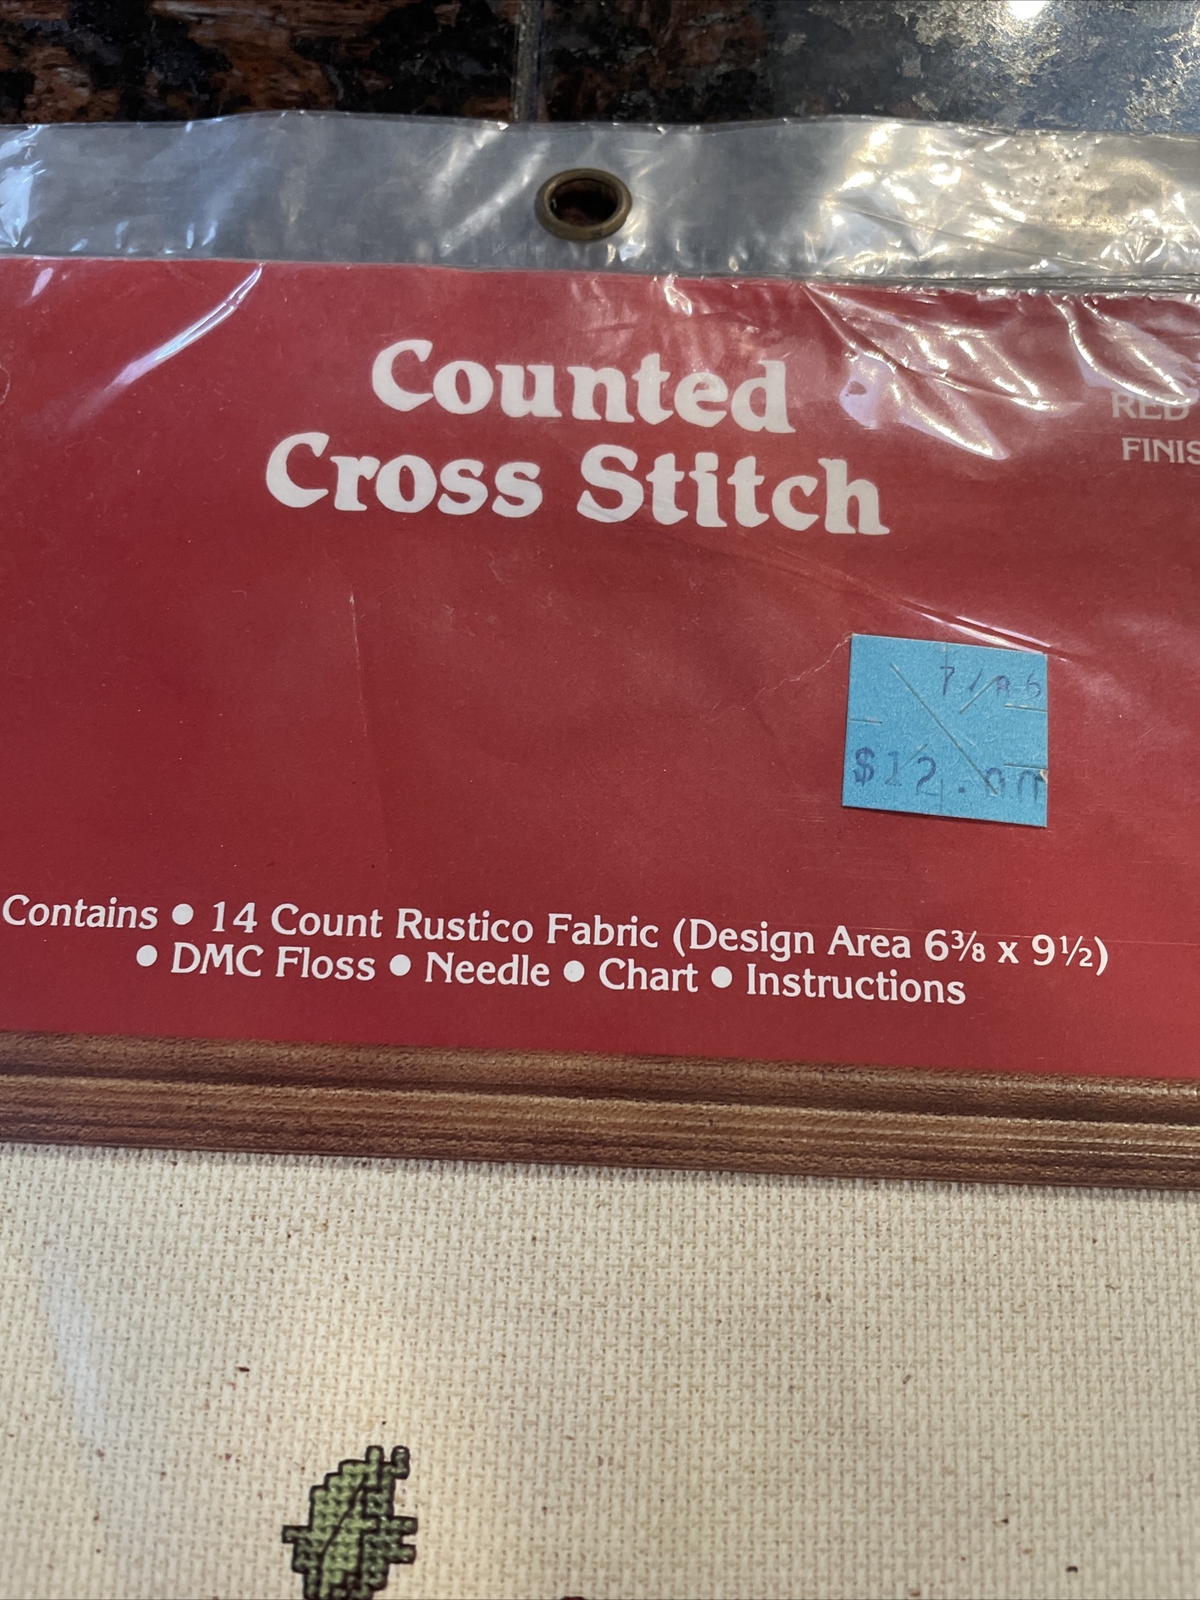 Counted
Cross Stitch
RED
FINIS
$12.00
Contains • 14 Count Rustico Fabric (Design Area 6⅜ x 9½)
• DMC Floss • Needle • Chart • Instructions